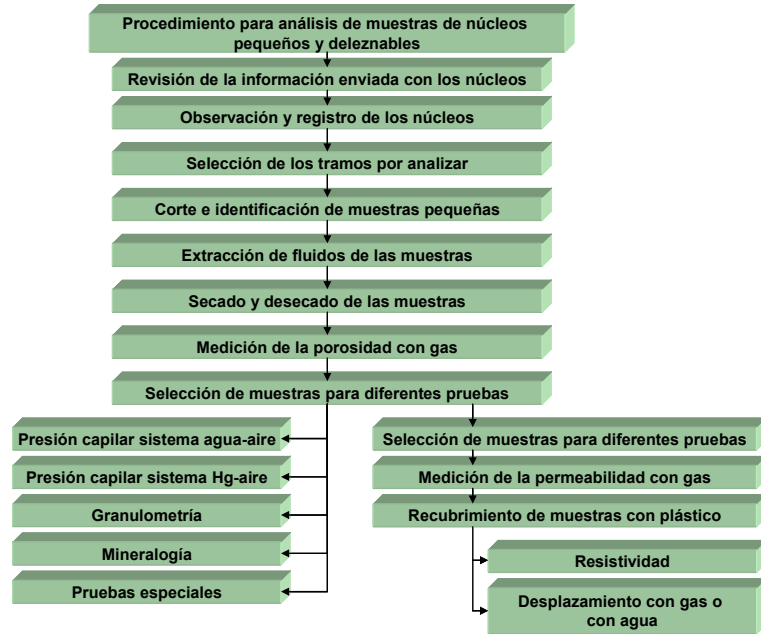 Procedimiento para análisis de muestras de núcleos
pequeños y deleznables
Revisión de la información enviada con los núcleos
Observación y registro de los núcleos
Selección de los tramos por analizar
Corte e identificación de muestras pequeñas
Extracción de fluidos de las muestras
Secado y desecado de las muestras
Medición de la porosidad con gas
Selección de muestras para diferentes pruebas
Presión capilar sistema agua-aire
Presión capilar sistema Hg-aire
Granulometría
Mineralogía
Pruebas especiales
Selección de muestras para diferentes pruebas
Medición de la permeabilidad con gas
Recubrimiento de muestras con plástico
Resistividad
Desplazamiento con gas o
con agua